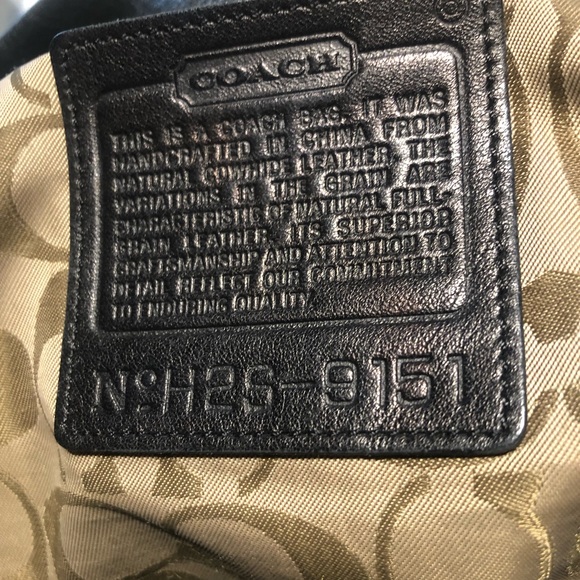 COACH
THIS IS A COACH BAG. IT WAS
HANDCRAFTED IN CHINA FROM
NATURAL COWHIDE LEATHER. THE
VARIATIONS IN THE GRAIN ARE
CHARACTERISTIC OF NATURAL FULL-
GRAIN LEATHER. ITS SUPERIOR
CRAFTSMANSHIP AND ATTENTION TO
DETAIL REFLECT OUR COMMITMENT
TO ENDURING QUALITY.
No H2S-9151